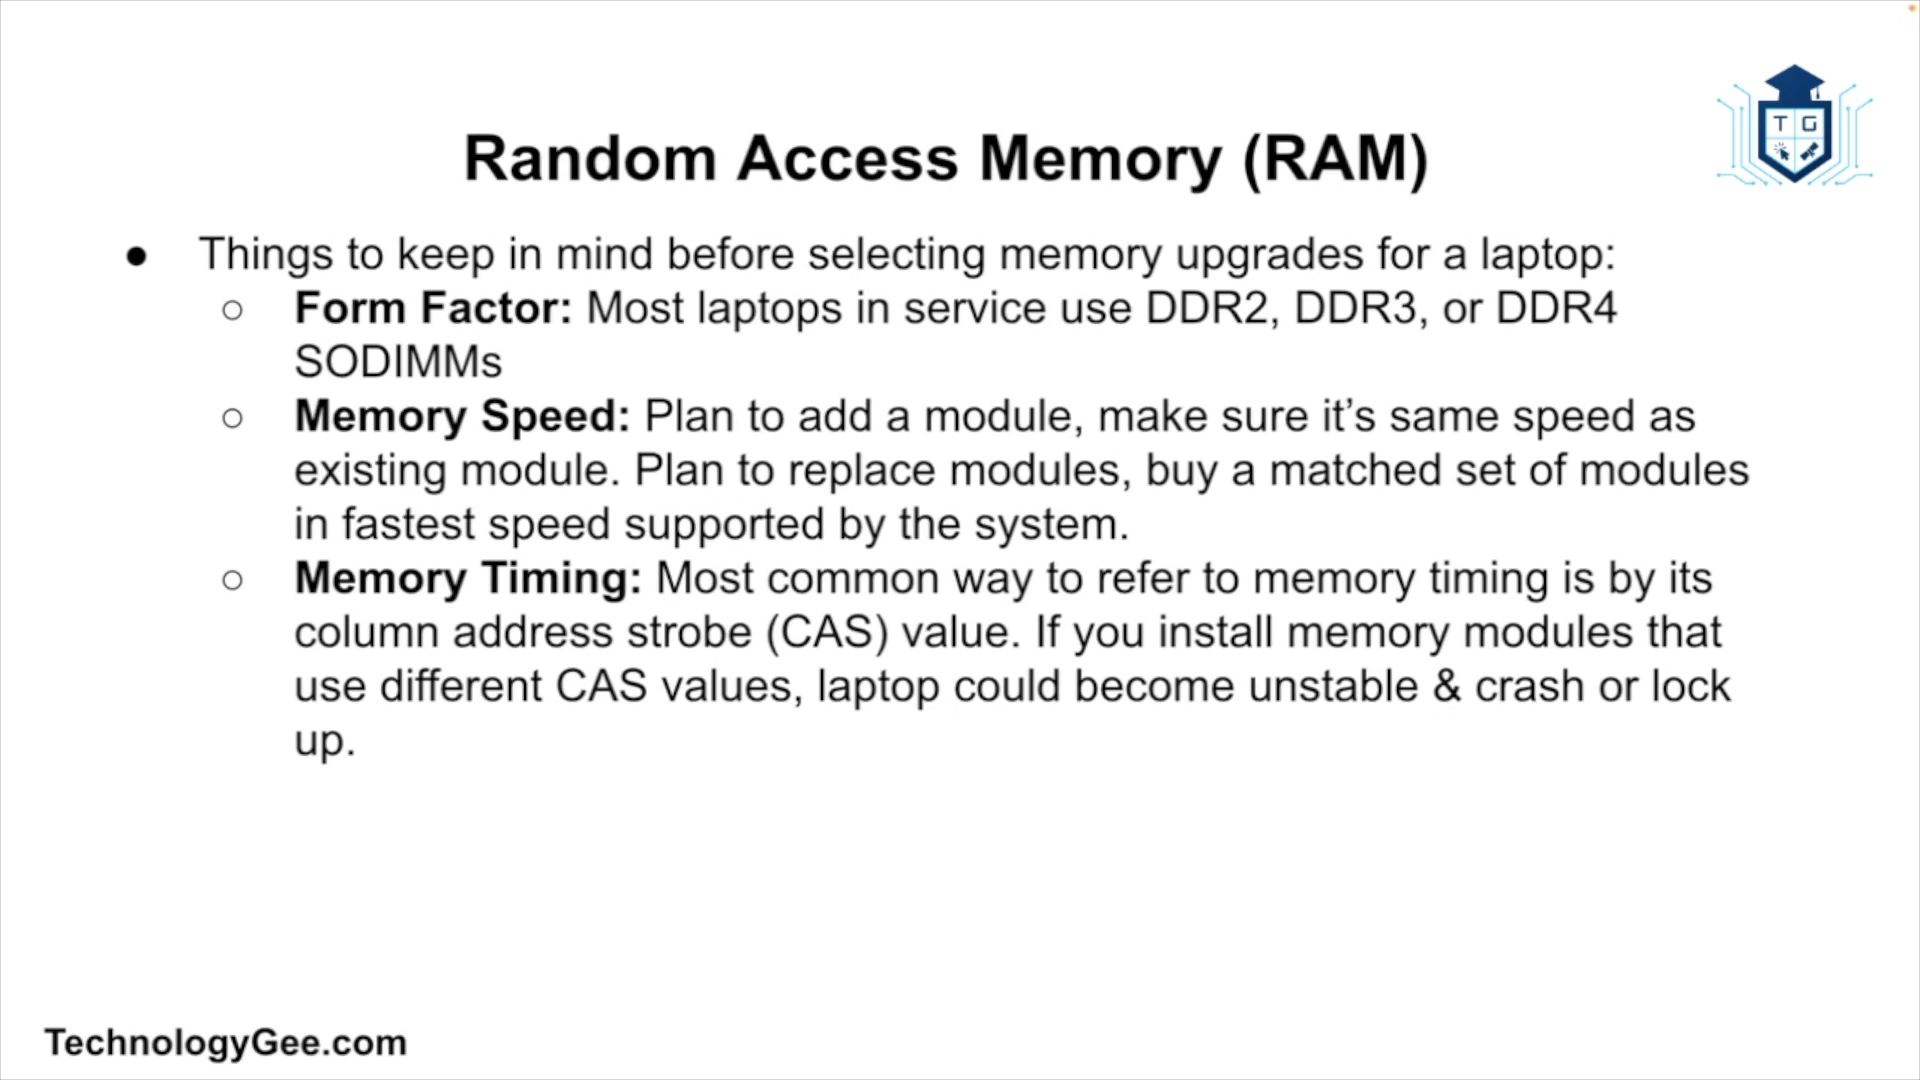 Random Access Memory (RAM)
T G
● Things to keep in mind before selecting memory upgrades for a laptop:
○ Form Factor: Most laptops in service use DDR2, DDR3, or DDR4
SODIMMs
○ Memory Speed: Plan to add a module, make sure it’s same speed as
existing module. Plan to replace modules, buy a matched set of modules
in fastest speed supported by the system.
○ Memory Timing: Most common way to refer to memory timing is by its
column address strobe (CAS) value. If you install memory modules that
use different CAS values, laptop could become unstable & crash or lock
up.
TechnologyGee.com